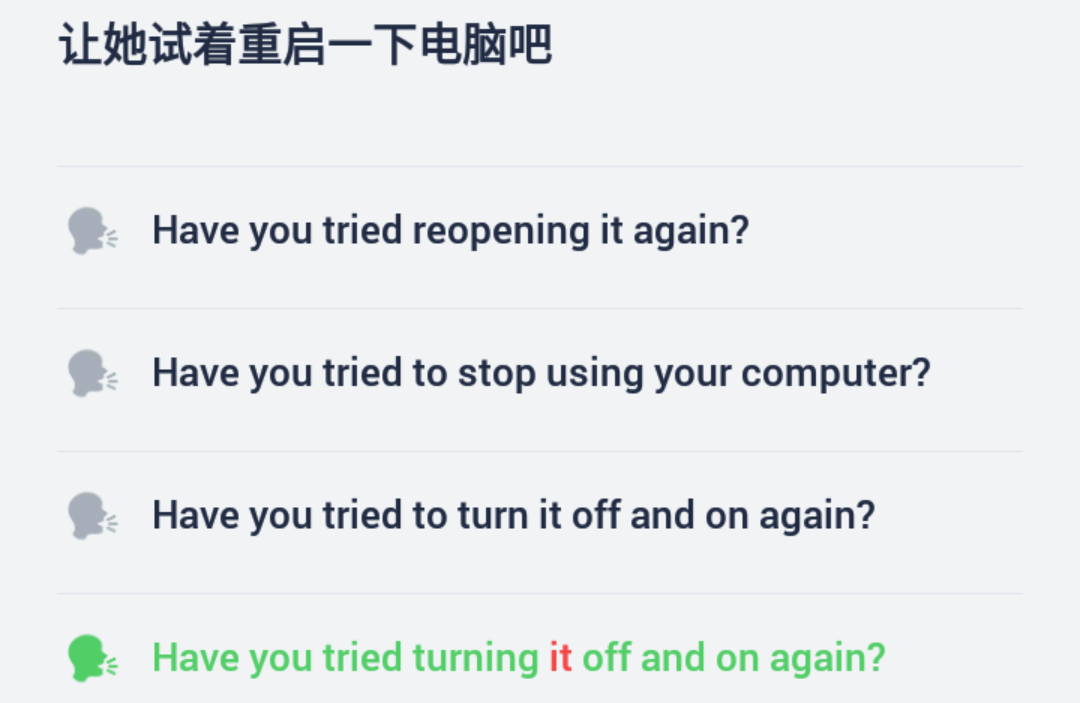 让她试着重启一下电脑吧
Have you tried reopening it again?
Have you tried to stop using your computer?
Have you tried to turn it off and on again?
Have you tried turning it off and on again?